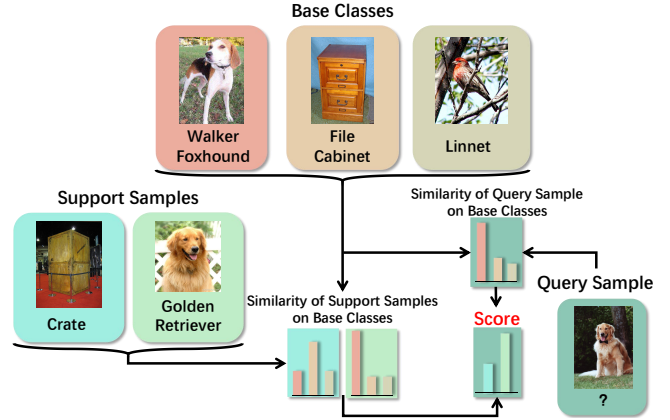 Base Classes
Walker
Foxhound
File
Cabinet
Linnet
Support Samples
Crate
Golden
Retriever
Similarity of Query Sample
on Base Classes
Query Sample
?
Similarity of Support Samples
on Base Classes
Score